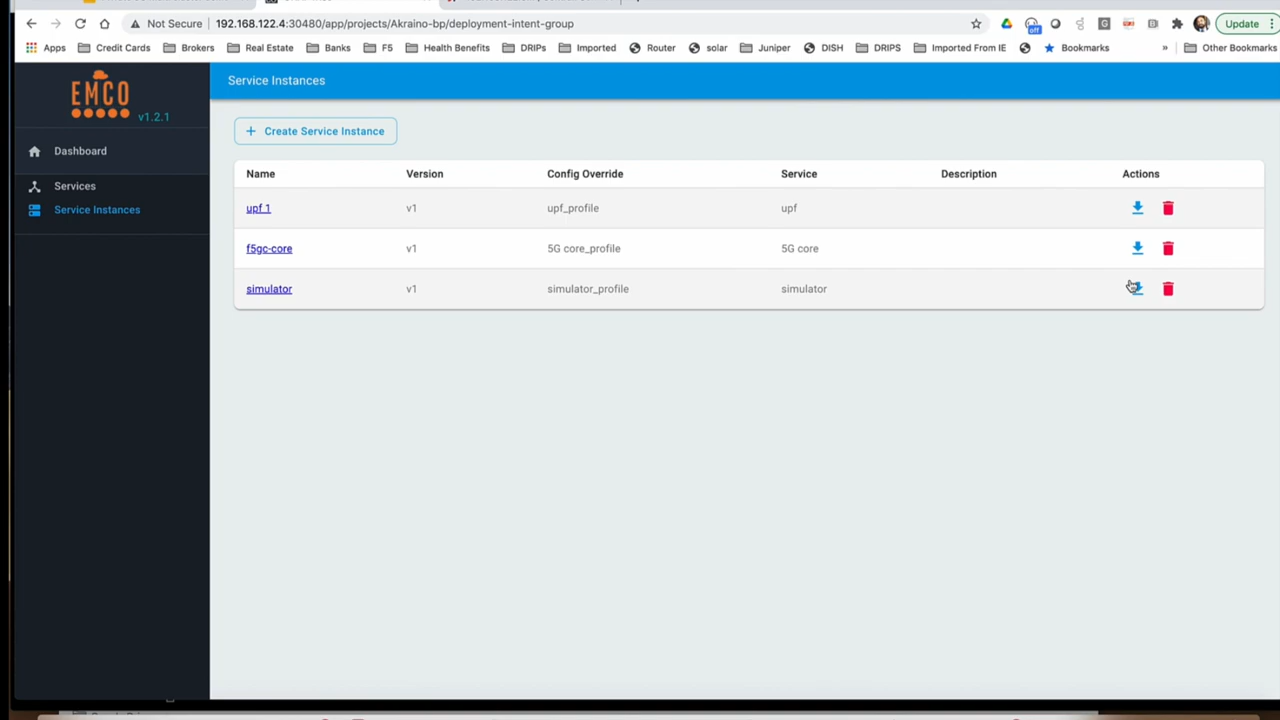 Not Secure 192.168.122.4:30480/app/projects/Akraino-bp/deployment-intent-group off G Update
Apps Credit Cards Brokers Real Estate Banks F5 Health Benefits DRIPs Imported Router solar Juniper DISH DRIPS Imported From IE Bookmarks » Other Bookmarks
EMCO v1.2.1
Service Instances
Dashboard
Services
Service Instances
+ Create Service Instance
Name Version Config Override Service Description Actions
upf 1 v1 upf_profile upf
f5gc-core v1 5G core_profile 5G core
simulator v1 simulator_profile simulator